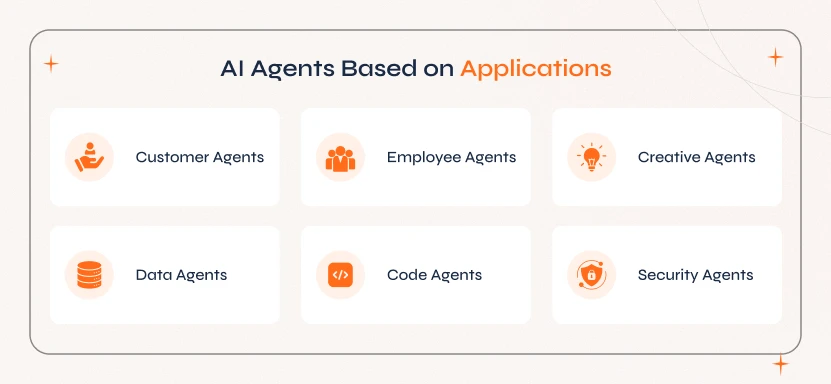 AI Agents Based on Applications
Customer Agents
Employee Agents
Creative Agents
Data Agents
Code Agents
Security Agents